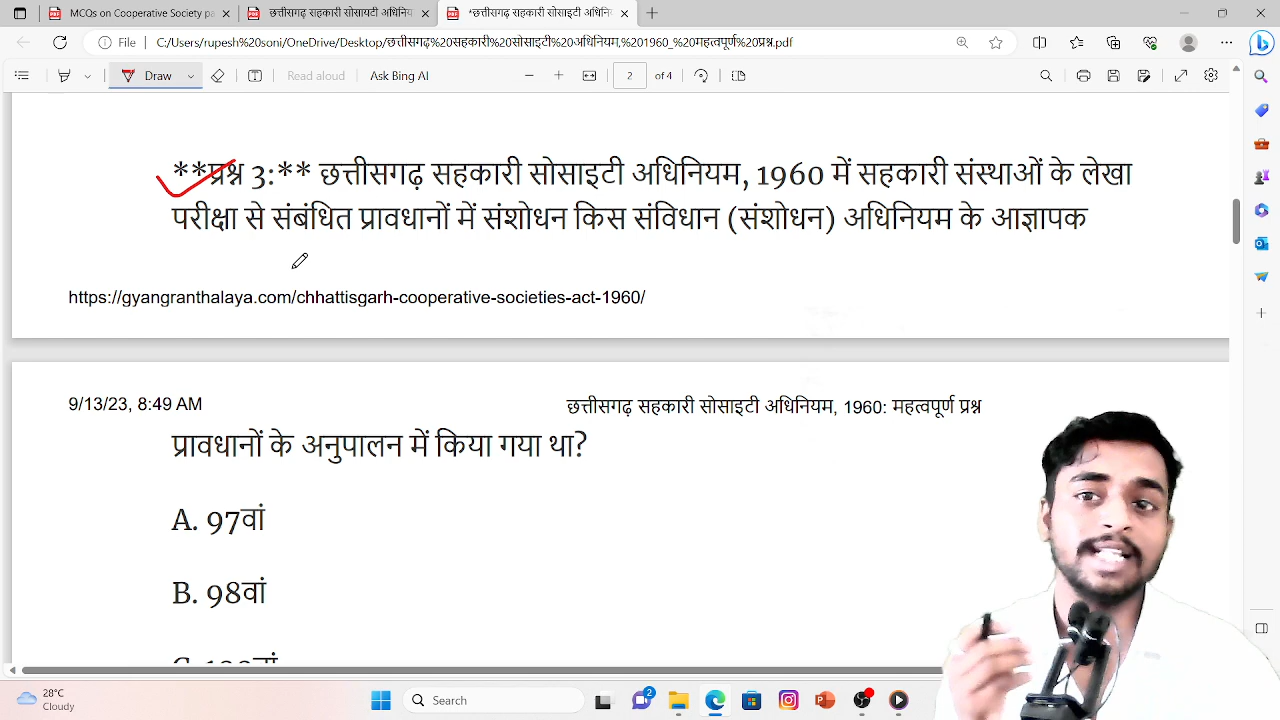 MCQs on Cooperative Society pa
छत्तीसगढ़ सहकारी सोसायटी अधिनिय
*छत्तीसगढ़ सहकारी सोसाइटी अधिनि
File
C:/Users/rupesh%20soni/OneDrive/Desktop/छत्तीसगढ़%20सहकारी%20सोसाइटी%20अधिनियम,%201960_%20महत्वपूर्ण%20प्रश्न.pdf
Draw
Read aloud
Ask Bing AI
2 of 4
**प्रश्न 3:** छत्तीसगढ़ सहकारी सोसाइटी अधिनियम, 1960 में सहकारी संस्थाओं के लेखा
परीक्षा से संबंधित प्रावधानों में संशोधन किस संविधान (संशोधन) अधिनियम के आज्ञापक
https://gyangranthalaya.com/chhattisgarh-cooperative-societies-act-1960/
9/13/23, 8:49 AM
छत्तीसगढ़ सहकारी सोसाइटी अधिनियम, 1960: महत्वपूर्ण प्रश्न
प्रावधानों के अनुपालन में किया गया था?
A. 97वां
B. 98वां
28°C
Cloudy
Search
2